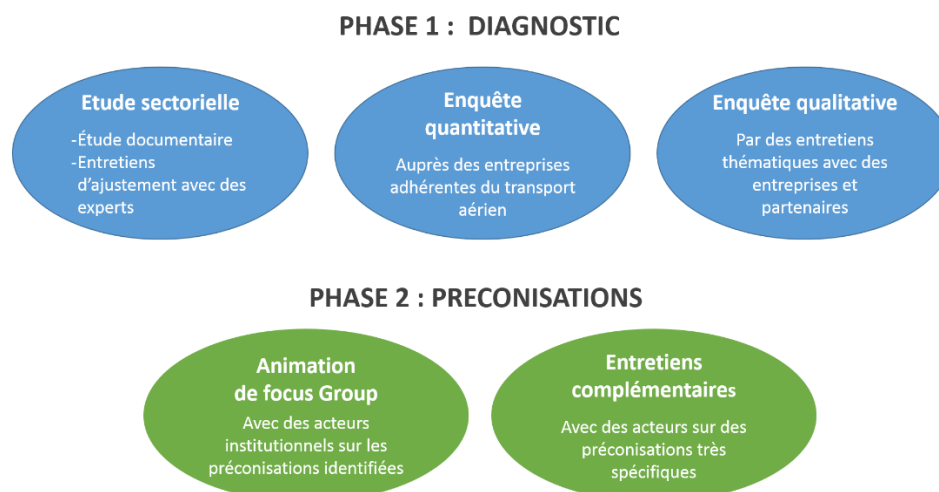 PHASE 1 : DIAGNOSTIC
Etude sectorielle
-Étude documentaire
-Entretiens
d'ajustement avec des
experts
Enquête
quantitative
Auprès des entreprises
adhérentes du transport
aérien
Enquête qualitative
Par des entretiens
thématiques avec des
entreprises et
partenaires
PHASE 2 : PRECONISATIONS
Animation
de focus Group
Avec des acteurs
institutionnels sur les
préconisations identifiées
Entretiens
complémentaires
Avec des acteurs sur des
préconisations très
spécifiques